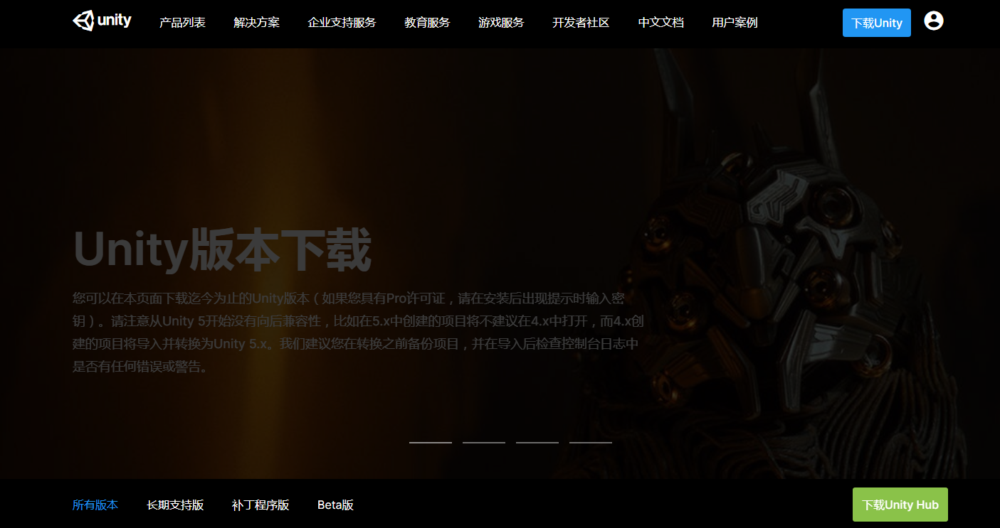 unity 产品列表 解决方案 企业支持服务 教育服务 游戏服务 开发者社区 中文文档 用户案例 下载Unity
Unity版本下载
您可以在本页面下载迄今为止的Unity版本（如果您具有Pro许可证，请在安装后出现提示时输入密
钥）。请注意从Unity 5开始没有向后兼容性，比如在5.x中创建的项目将不建议在4.x中打开，而4.x创
建的项目将导入并转换为Unity 5.x。我们建议您在转换之前备份项目，并在导入后检查控制台日志中
是否有任何错误或警告。
所有版本 长期支持版 补丁程序版 Beta版 下载Unity Hub